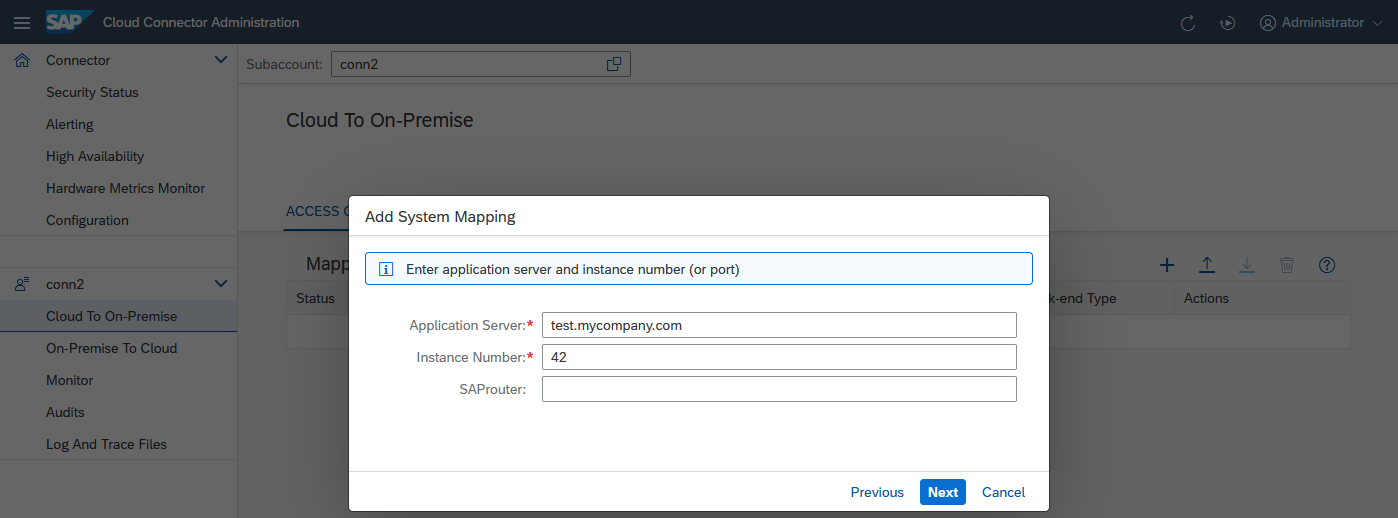 SAP Cloud Connector Administration
Administrator
Connector
Security Status
Alerting
High Availability
Hardware Metrics Monitor
Configuration
conn2
Cloud To On-Premise
On-Premise To Cloud
Monitor
Audits
Log And Trace Files
Subaccount: conn2
Cloud To On-Premise
ACCESS
Mapp
Status
k-end Type
Actions
Add System Mapping
Enter application server and instance number (or port)
Application Server:* test.mycompany.com
Instance Number:* 42
SAProuter:
Previous Next Cancel